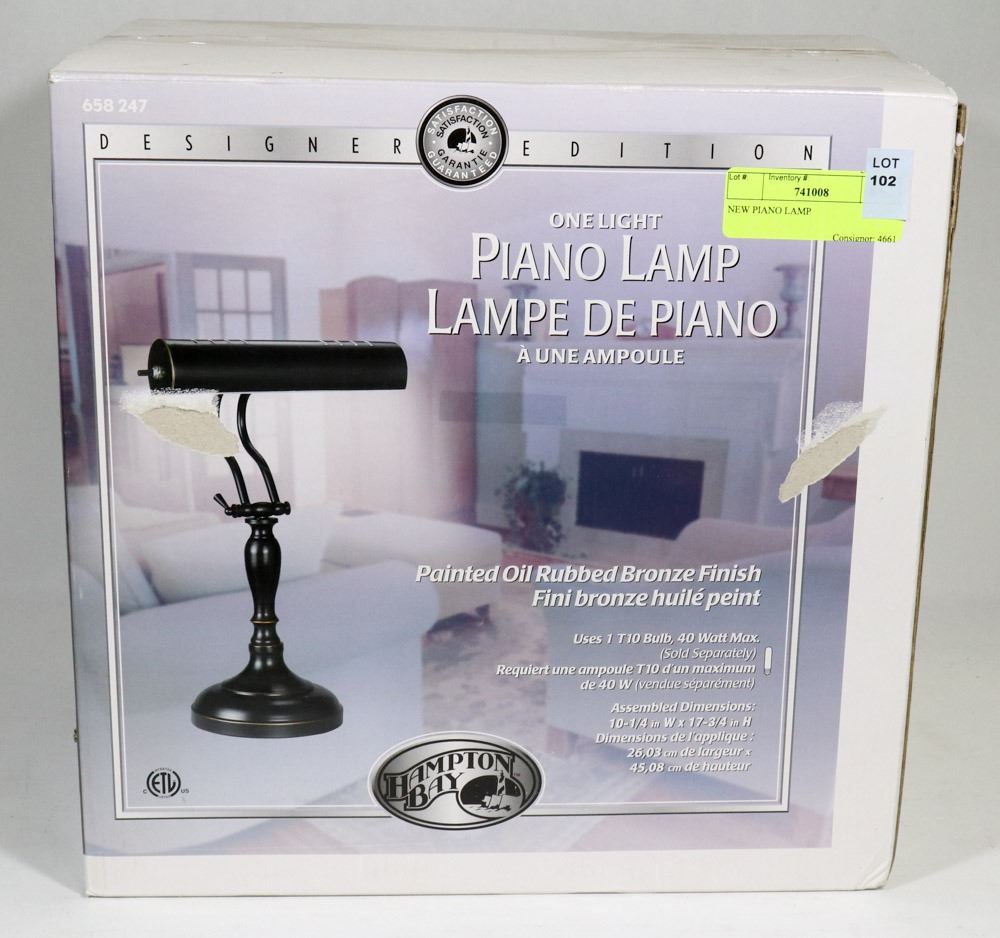 658 247
DESIGNER EDITION
SATISFACTION
SATISFACTION
GARANTIE
GUARANTEED
LOT
102
Lot # Inventory #
741008
NEW PIANO LAMP
Consignor: 4661
ONE LIGHT
PIANO LAMP
LAMPE DE PIANO
À UNE AMPOULE
Painted Oil Rubbed Bronze Finish
Fini bronze huilé peint
Uses 1 T10 Bulb, 40 Watt Max.
(Sold Separately)
Requiert une ampoule T10 d'un maximum
de 40 W (vendue séparément)
Assembled Dimensions:
10-1/4 in W x 17-3/4 in H
Dimensions de l'applique :
26,03 cm de largeur x
45,08 cm de hauteur
C ETL US
HAMPTON
BAY